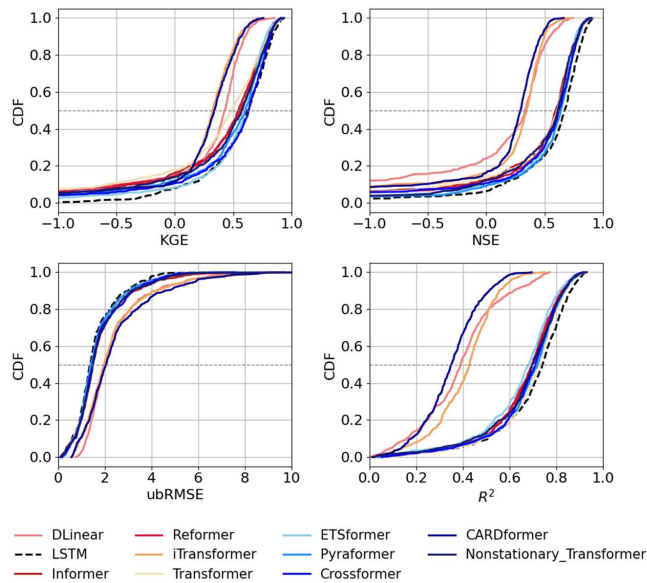 1.0
0.8
0.6
0.4
0.2
0.0
CDF
−1.0 −0.5 0.0 0.5 1.0
KGE
1.0
0.8
0.6
0.4
0.2
0.0
CDF
−1.0 −0.5 0.0 0.5 1.0
NSE
1.0
0.8
0.6
0.4
0.2
0.0
CDF
0 2 4 6 8 10
ubRMSE
1.0
0.8
0.6
0.4
0.2
0.0
CDF
0.0 0.2 0.4 0.6 0.8 1.0
R²
DLinear Reformer ETSformer CARDformer
LSTM iTransformer Pyraformer Nonstationary_Transformer
Informer Transformer Crossformer